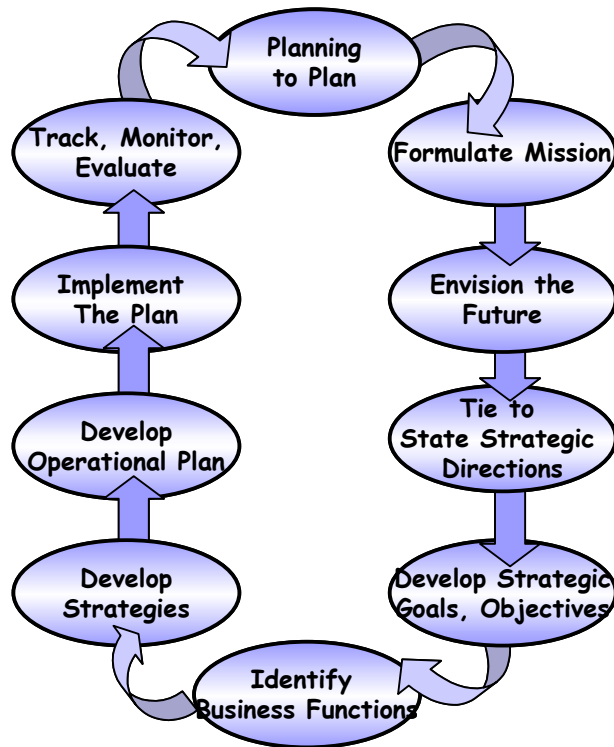 Planning
to Plan
Formulate Mission
Envision the
Future
Tie to
State Strategic
Directions
Develop Strategic
Goals, Objectives
Identify
Business Functions
Develop
Strategies
Develop
Operational Plan
Implement
The Plan
Track, Monitor,
Evaluate